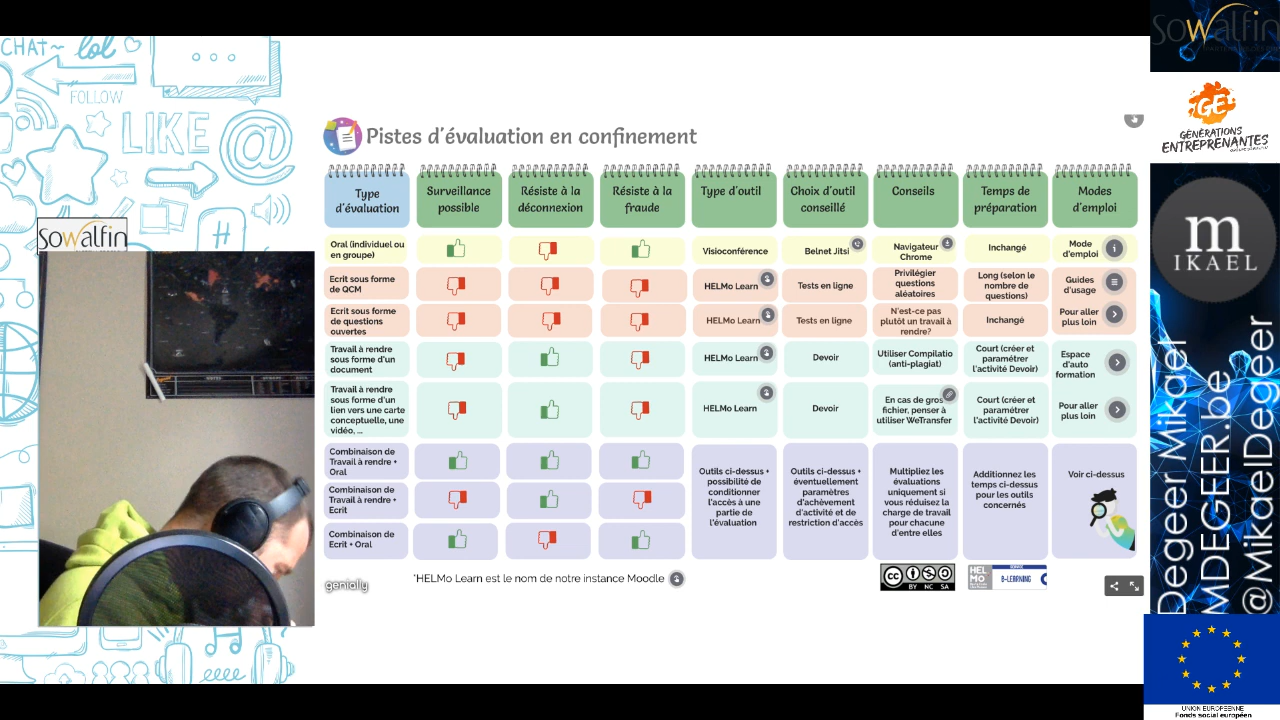 CHAT~ lol
FOLLOW
LIKE @
#
Sowalfin
Pistes d'évaluation en confinement
Type
d'évaluation
Surveillance
possible
Résiste à la
déconnexion
Résiste à la
fraude
Type d'outil
Choix d'outil
conseillé
Conseils
Temps de
préparation
Modes
d'emploi
Oral (individuel ou
en groupe)
Visioconférence
Belnet Jitsi
Navigateur
Chrome
Inchangé
Mode
d'emploi
Ecrit sous forme
de QCM
HELMo Learn
Tests en ligne
Privilégier
questions
aléatoires
Long (selon le
nombre de
questions)
Guides
d'usage
Ecrit sous forme
de questions
ouvertes
HELMo Learn
Tests en ligne
N'est-ce pas
plutôt un travail à
rendre?
Inchangé
Pour aller
plus loin
Travail à rendre
sous forme d'un
document
HELMo Learn
Devoir
Utiliser Compilatio
(anti-plagiat)
Court (créer et
paramétrer
l'activité Devoir)
Espace
d'auto
formation
Travail à rendre
sous forme d'un
lien vers une carte
conceptuelle, une
vidéo, ...
HELMo Learn
Devoir
En cas de gros
fichier, penser à
utiliser WeTransfer
Court (créer et
paramétrer
l'activité Devoir)
Pour aller
plus loin
Combinaison de
Travail à rendre +
Oral
Combinaison de
Travail à rendre +
Ecrit
Combinaison de
Ecrit + Oral
Outils ci-dessus +
possibilité de
conditionner
l'accès à une
partie de
l'évaluation
Outils ci-dessus +
éventuellement
paramètres
d'achèvement
d'activité et de
restriction d'accès
Multipliez les
évaluations
uniquement si
vous réduisez la
charge de travail
pour chacune
d'entre elles
Additionnez les
temps ci-dessus
pour les outils
concernés
Voir ci-dessus
genially
*HELMo Learn est le nom de notre instance Moodle
cc BY NC SA
HEL
MO
E-LEARNING
Sowalfin
GE
GÉNÉRATIONS
ENTREPRENANTES
m
IKAEL
Degeer Mikael
MDEGEER.be
@MikaelDegeer
UNION EUROPEENNE
Fonds social européen